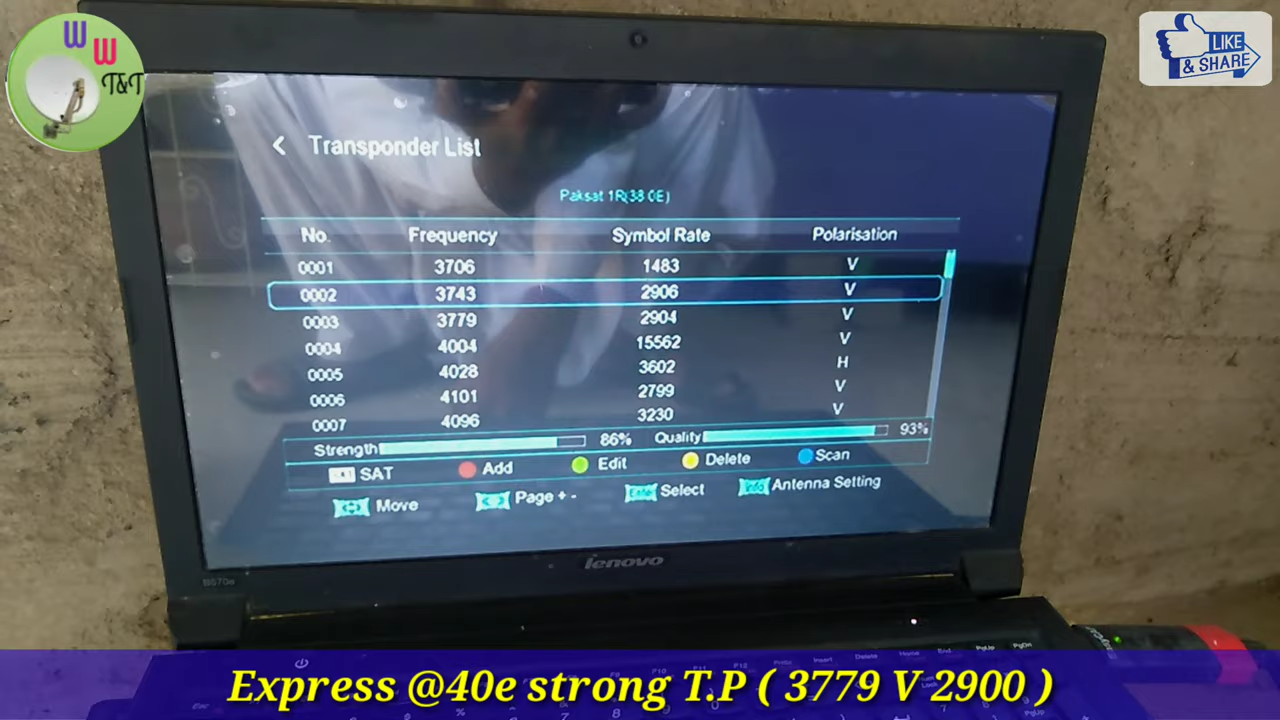 W
W
T&T
LIKE
& SHARE
Transponder List
Paksat 1R(38.0E)
No. Frequency Symbol Rate Polarisation
0001 3706 1483 V
0002 3743 2906 V
0003 3779 2904 V
0004 4004 15562 V
0005 4028 3602 H
0006 4101 2799 V
0007 4096 3230 V
Strength 86% Quality 93%
SAT Add Edit Delete Scan
Move Page + - Select Info Antenna Setting
lenovo
B570e
Express @40e strong T.P ( 3779 V 2900 )